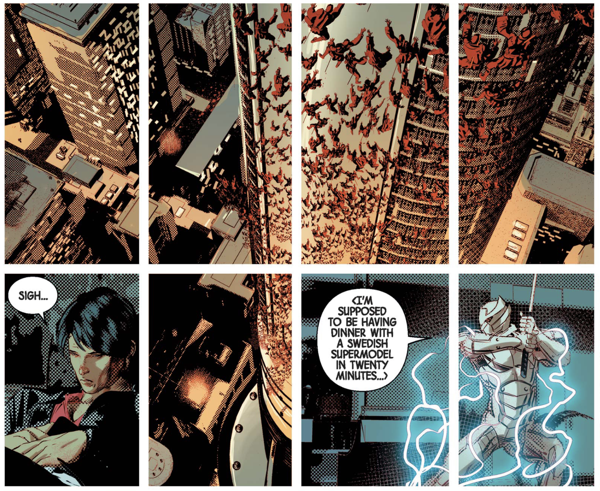 SIGH...
<I'M
SUPPOSED
TO BE HAVING
DINNER WITH
A SWEDISH
SUPERMODEL
IN TWENTY
MINUTES...>